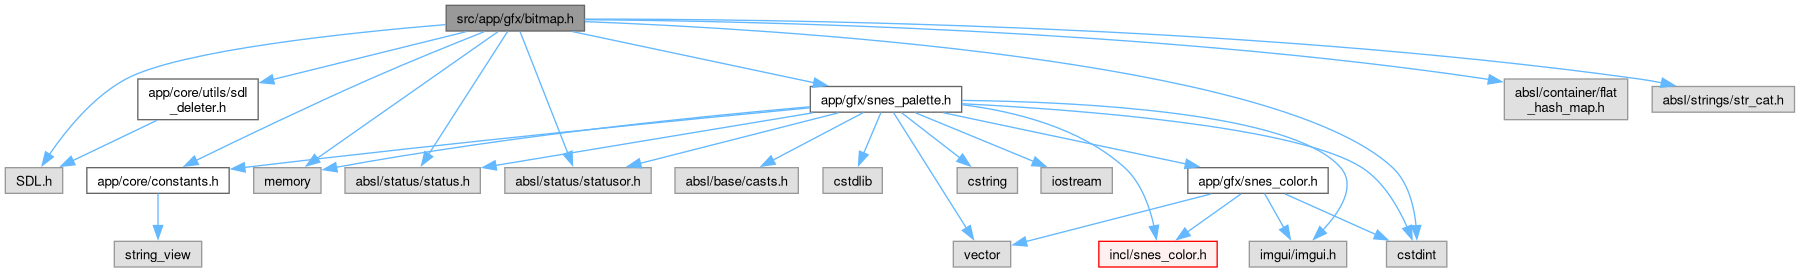 src/app/gfx/bitmap.h
app/core/utils/sdl
_deleter.h
app/gfx/snes_palette.h
absl/container/flat
_hash_map.h
absl/strings/str_cat.h
SDL.h
app/core/constants.h
memory
absl/status/status.h
absl/status/statusor.h
absl/base/casts.h
cstdlib
cstring
iostream
app/gfx/snes_color.h
string_view
vector
incl/snes_color.h
imgui/imgui.h
cstdint